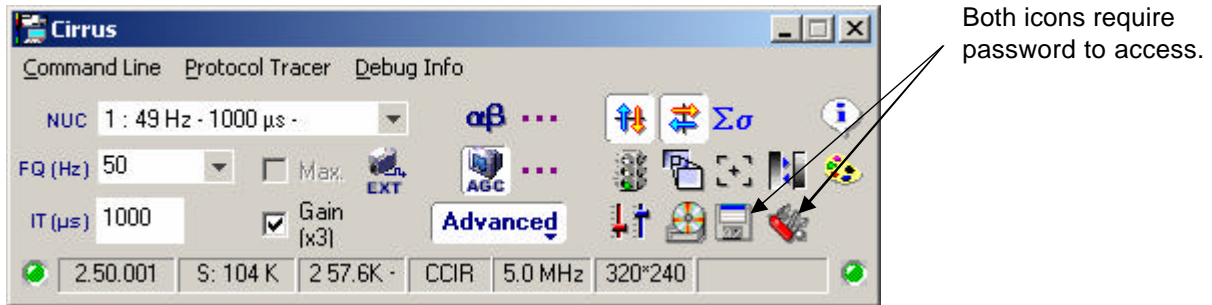 Cirrus
Both icons require
password to access.
Command Line Protocol Tracer Debug Info
NUC 1 : 49 Hz - 1000 µs - αβ ... Σσ
FQ (Hz) 50 Max. EXT AGC ...
IT (µs) 1000 Gain (x3) Advanced
2.50.001 S: 104 K 2 57.6K - CCIR 5.0 MHz 320*240